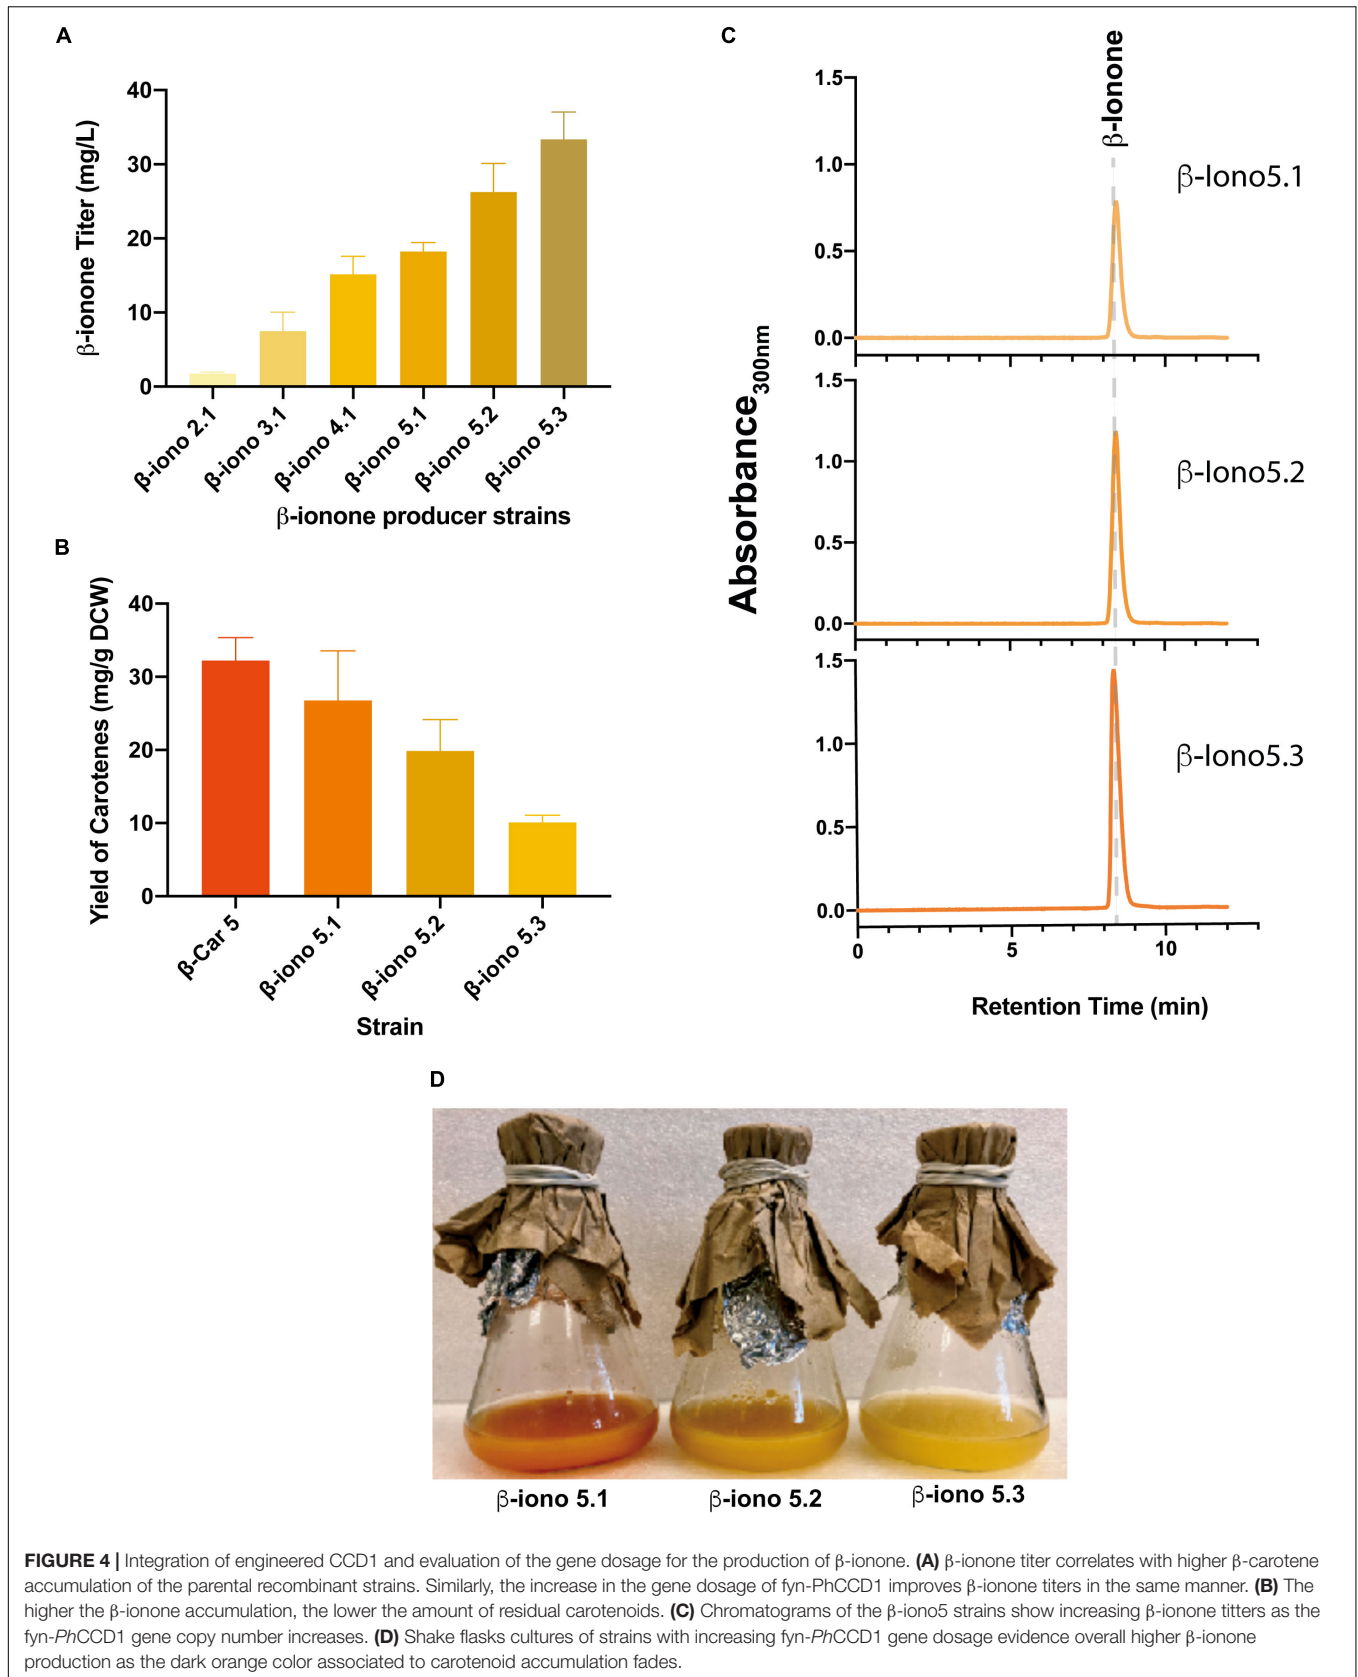 A
40
30
20
10
0
β-ionone Titer (mg/L)
β-iono 2.1
β-iono 3.1
β-iono 4.1
β-iono 5.1
β-iono 5.2
β-iono 5.3
β-ionone producer strains
B
40
30
20
10
0
Yield of Carotenes (mg/g DCW)
β-Car 5
β-iono 5.1
β-iono 5.2
β-iono 5.3
Strain
C
β-Ionone
1.5
1.0
0.5
0.0
β-Iono5.1
1.5
1.0
0.5
0.0
β-Iono5.2
1.5
1.0
0.5
0.0
β-Iono5.3
Absorbance300nm
0 5 10
Retention Time (min)
D
β-iono 5.1 β-iono 5.2 β-iono 5.3
FIGURE 4 | Integration of engineered CCD1 and evaluation of the gene dosage for the production of β-ionone. (A) β-ionone titer correlates with higher β-carotene
accumulation of the parental recombinant strains. Similarly, the increase in the gene dosage of fyn-PhCCD1 improves β-ionone titers in the same manner. (B) The
higher the β-ionone accumulation, the lower the amount of residual carotenoids. (C) Chromatograms of the β-iono5 strains show increasing β-ionone titters as the
fyn-PhCCD1 gene copy number increases. (D) Shake flasks cultures of strains with increasing fyn-PhCCD1 gene dosage evidence overall higher β-ionone
production as the dark orange color associated to carotenoid accumulation fades.